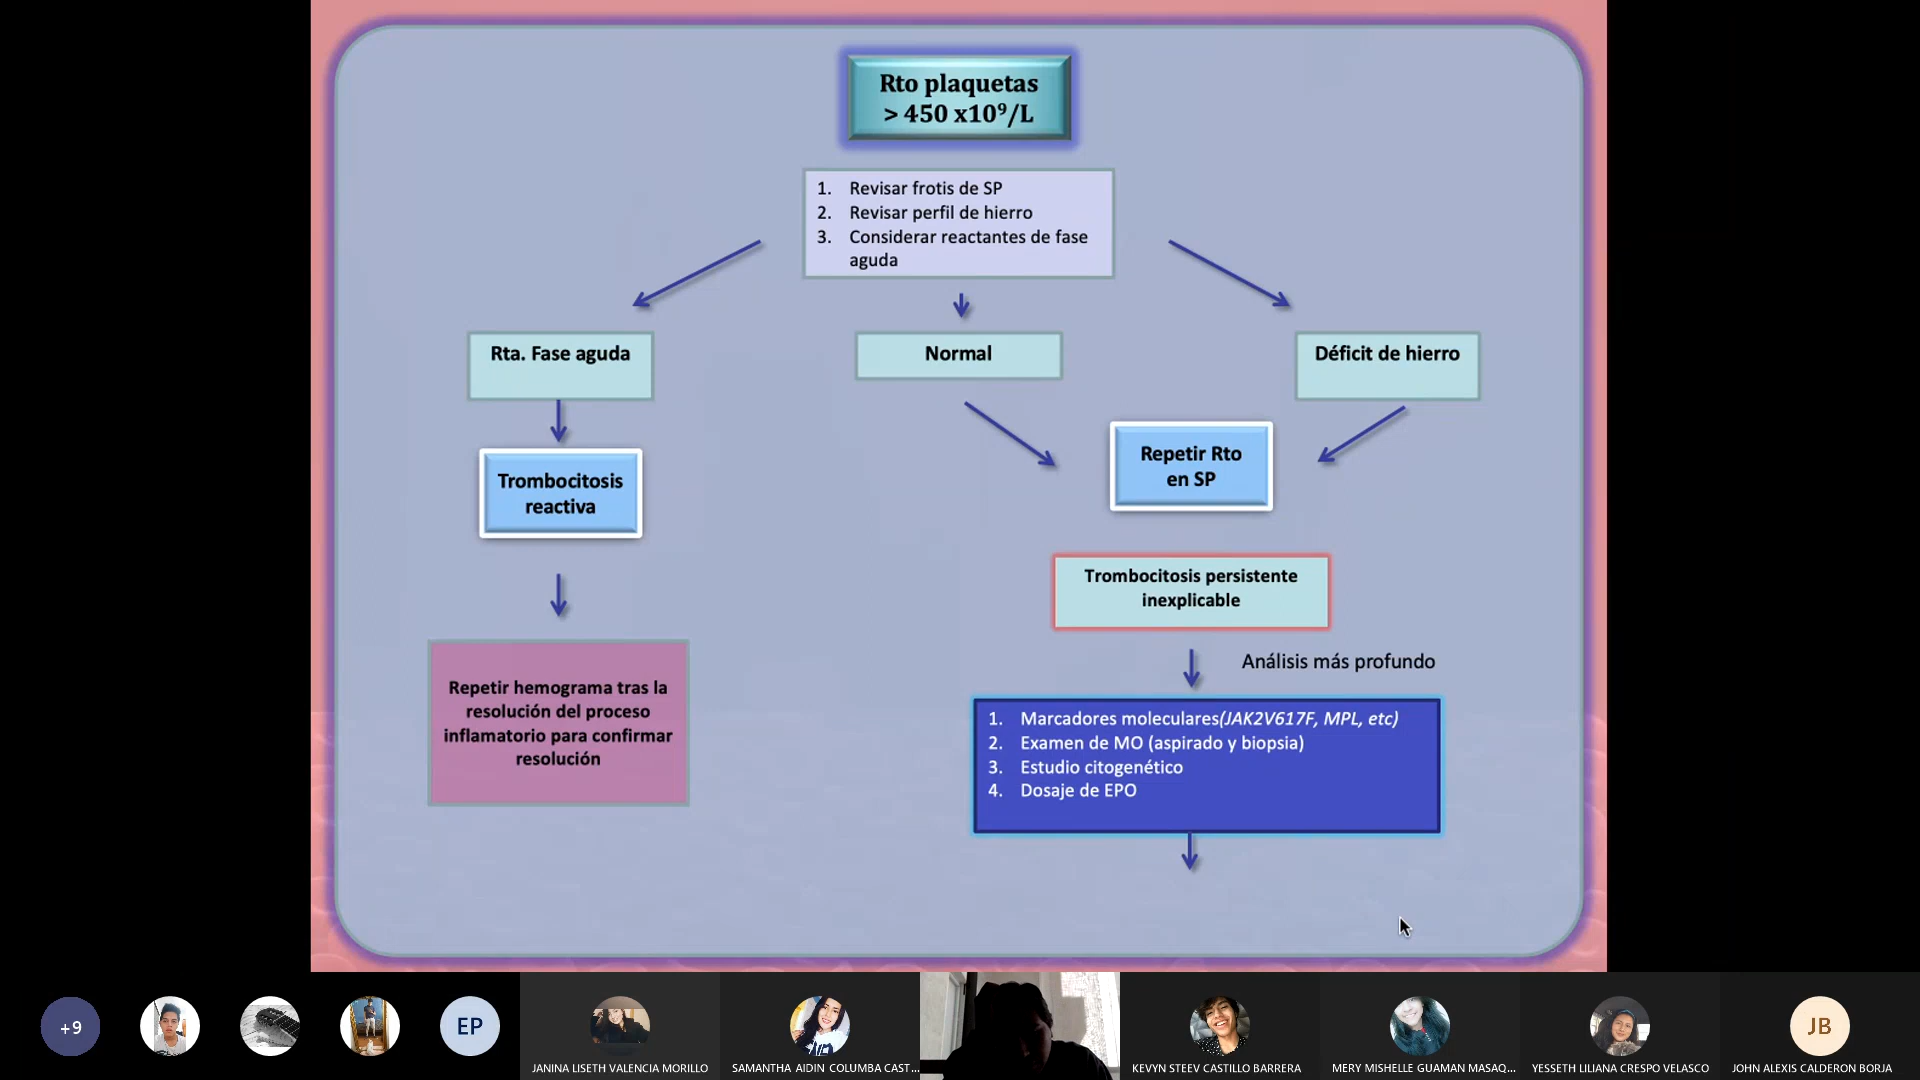 Rto plaquetas
> 450 x10⁹/L
1. Revisar frotis de SP
2. Revisar perfil de hierro
3. Considerar reactantes de fase
aguda
Rta. Fase aguda
Normal
Déficit de hierro
Trombocitosis
reactiva
Repetir Rto
en SP
Trombocitosis persistente
inexplicable
Análisis más profundo
Repetir hemograma tras la
resolución del proceso
inflamatorio para confirmar
resolución
1. Marcadores moleculares(JAK2V617F, MPL, etc)
2. Examen de MO (aspirado y biopsia)
3. Estudio citogenético
4. Dosaje de EPO
+9
EP
JB
JANINA LISETH VALENCIA MORILLO
SAMANTHA AIDIN COLUMBA CAST...
KEVYN STEEV CASTILLO BARRERA
MERY MISHELLE GUAMAN MASAQ...
YESSETH LILIANA CRESPO VELASCO
JOHN ALEXIS CALDERON BORJA